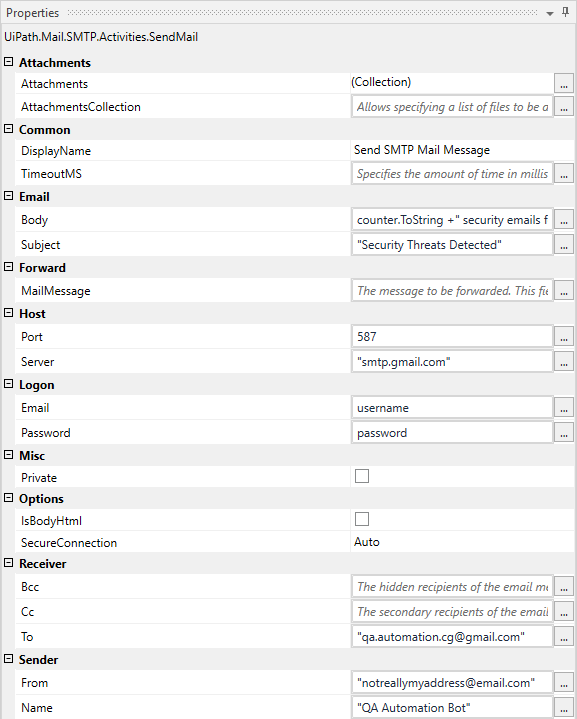 Properties
UiPath.Mail.SMTP.Activities.SendMail
Attachments
Attachments (Collection) ...
AttachmentsCollection Allows specifying a list of files to be a ...
Common
DisplayName Send SMTP Mail Message
TimeoutMS Specifies the amount of time in millis ...
Email
Body counter.ToString +" security emails f ...
Subject "Security Threats Detected" ...
Forward
MailMessage The message to be forwarded. This fie ...
Host
Port 587 ...
Server "smtp.gmail.com" ...
Logon
Email username ...
Password password ...
Misc
Private
Options
IsBodyHtml
SecureConnection Auto
Receiver
Bcc The hidden recipients of the email me ...
Cc The secondary recipients of the email ...
To "qa.automation.cg@gmail.com" ...
Sender
From "notreallymyaddress@email.com" ...
Name "QA Automation Bot" ...